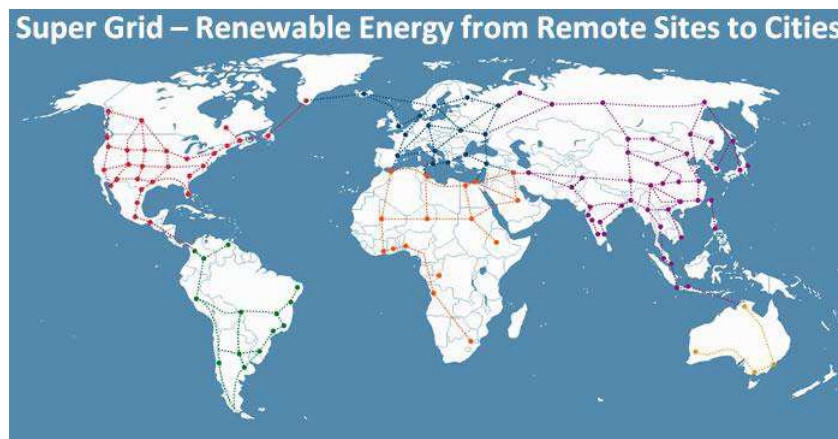 Super Grid – Renewable Energy from Remote Sites to Cities